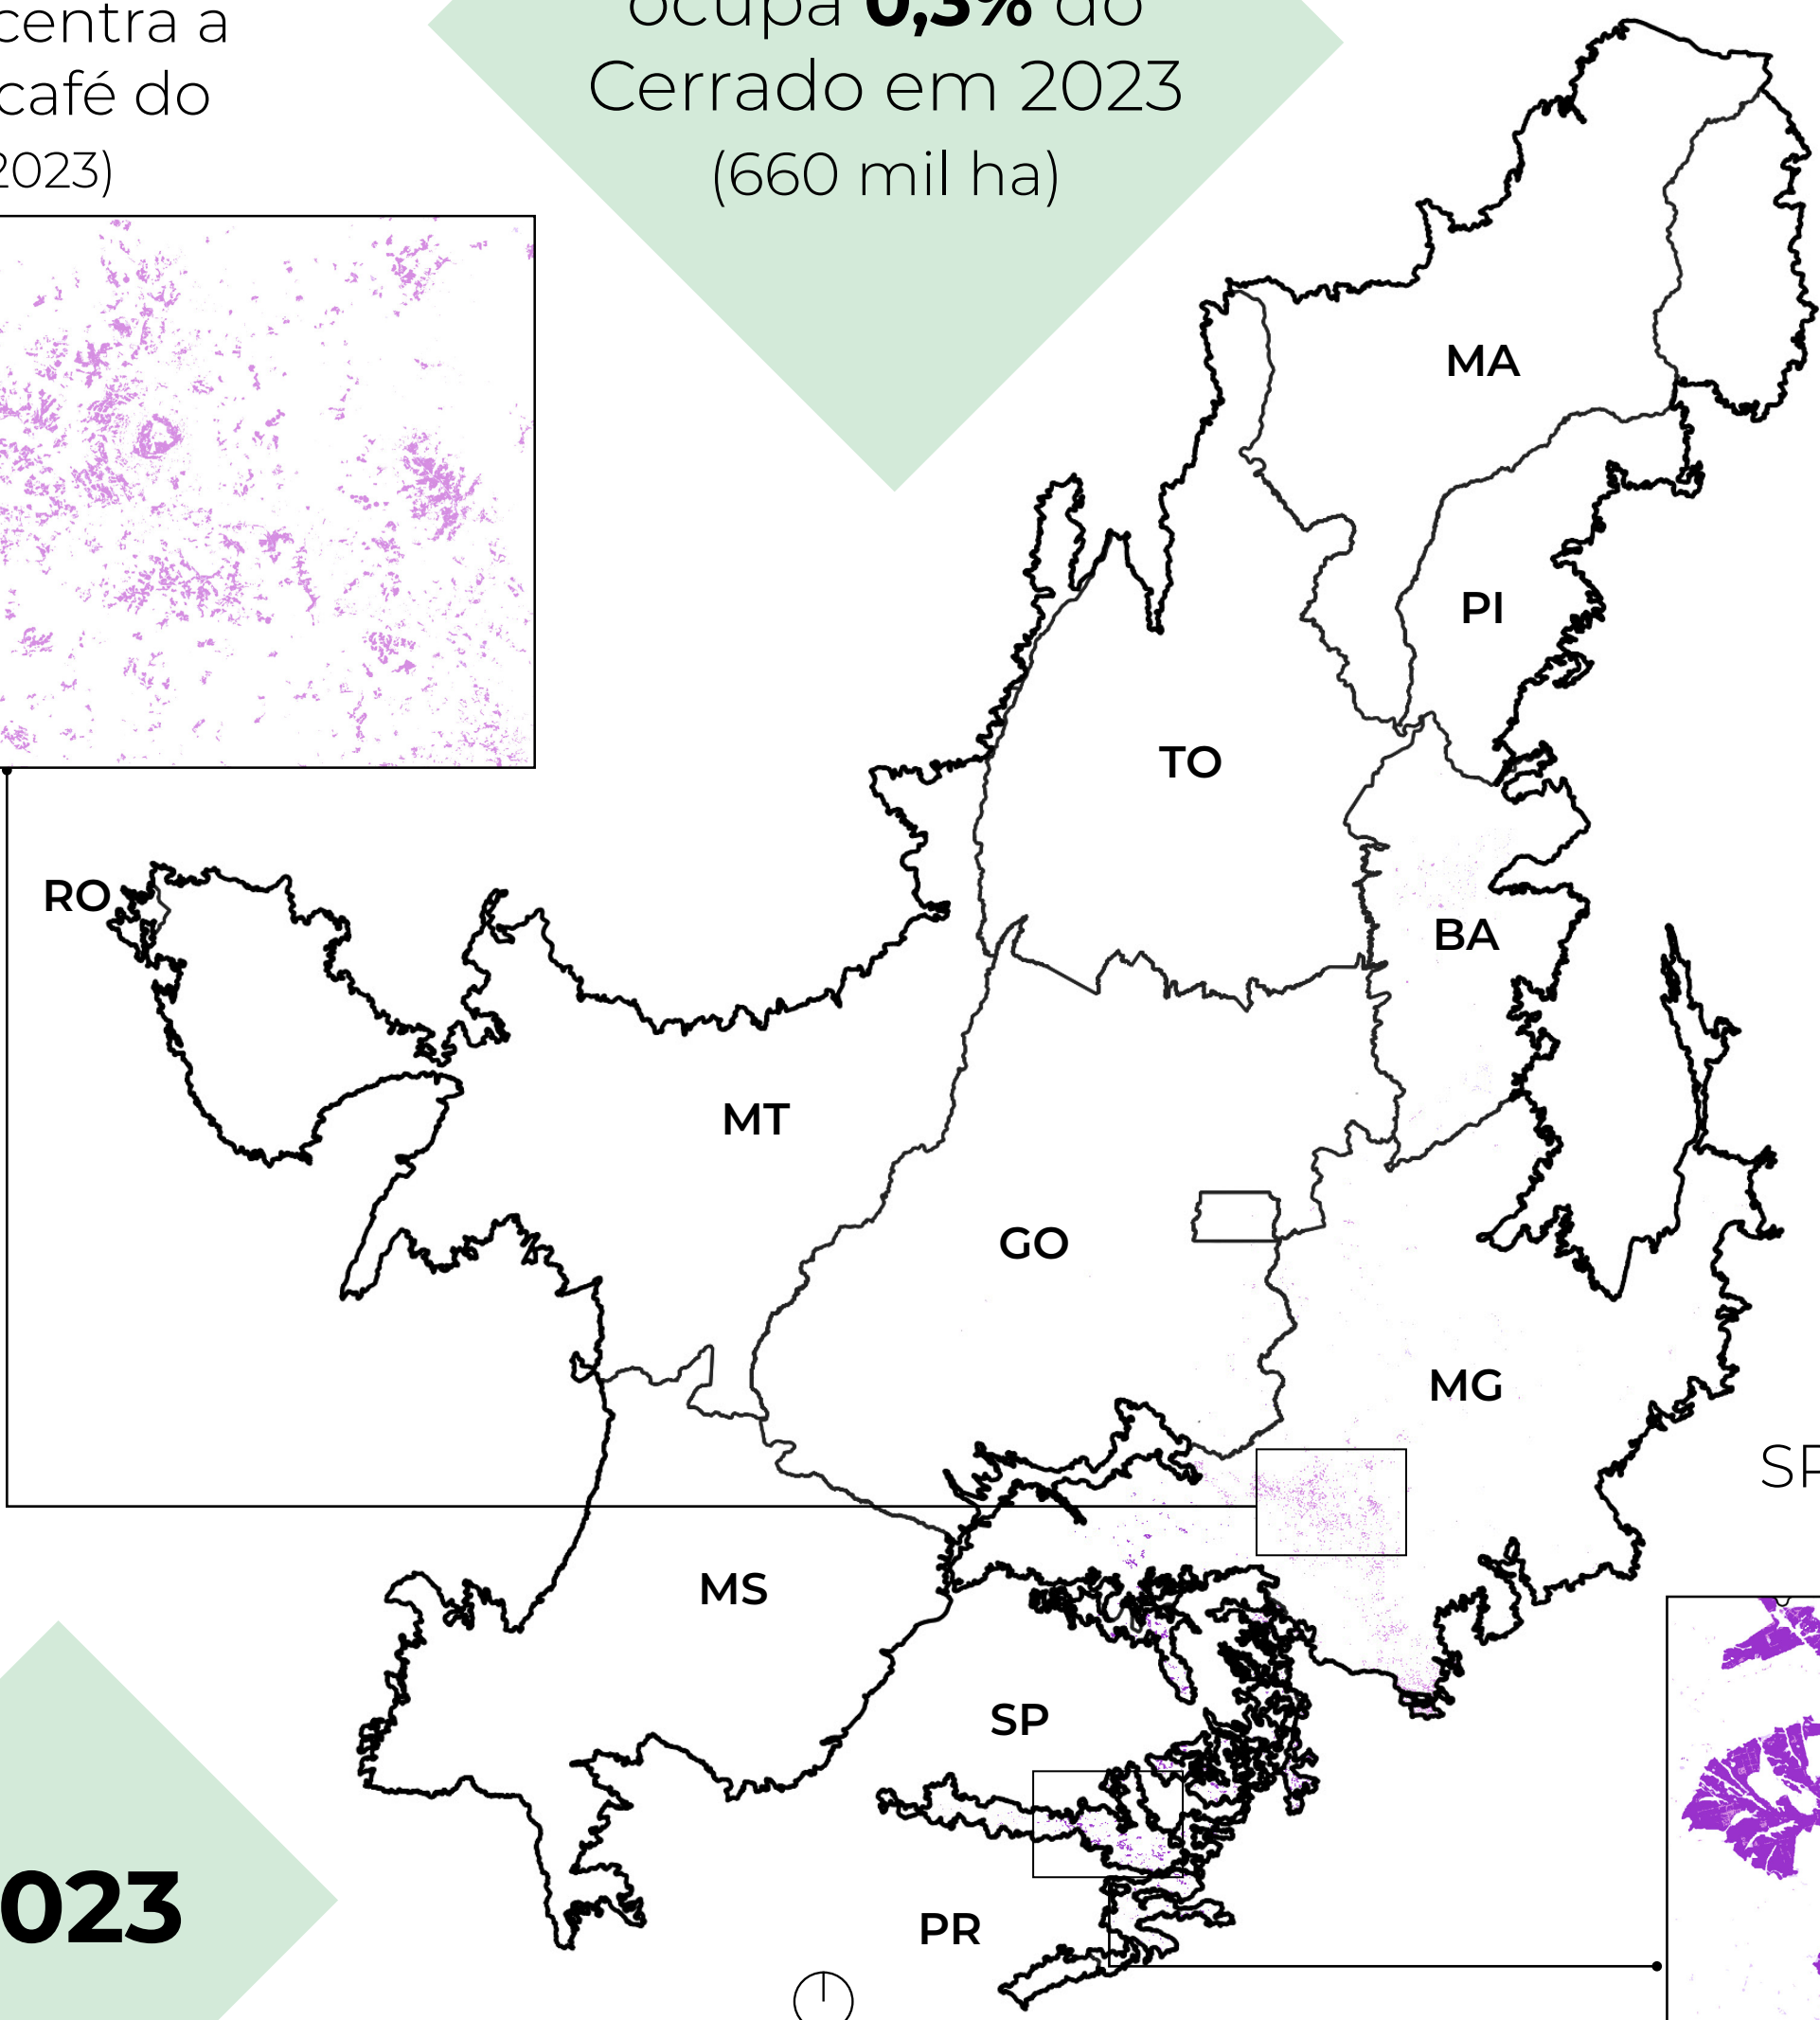 centra a
café do
2023)
ocupa 0,3% do
Cerrado em 2023
(660 mil ha)
MA
PI
TO
RO
BA
MT
GO
MG
SP
MS
SP
023
PR